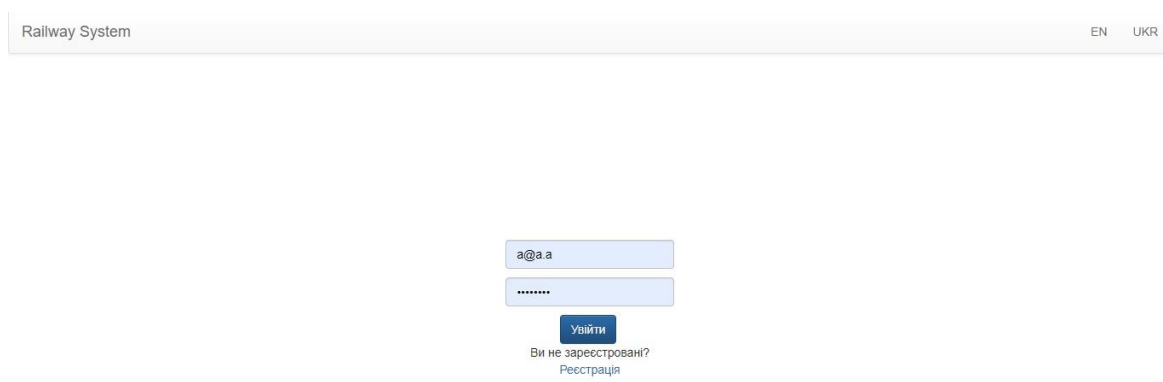 Railway System
EN UKR
a@a.a
••••••••
Увійти
Ви не зареєстровані?
Реєстрація